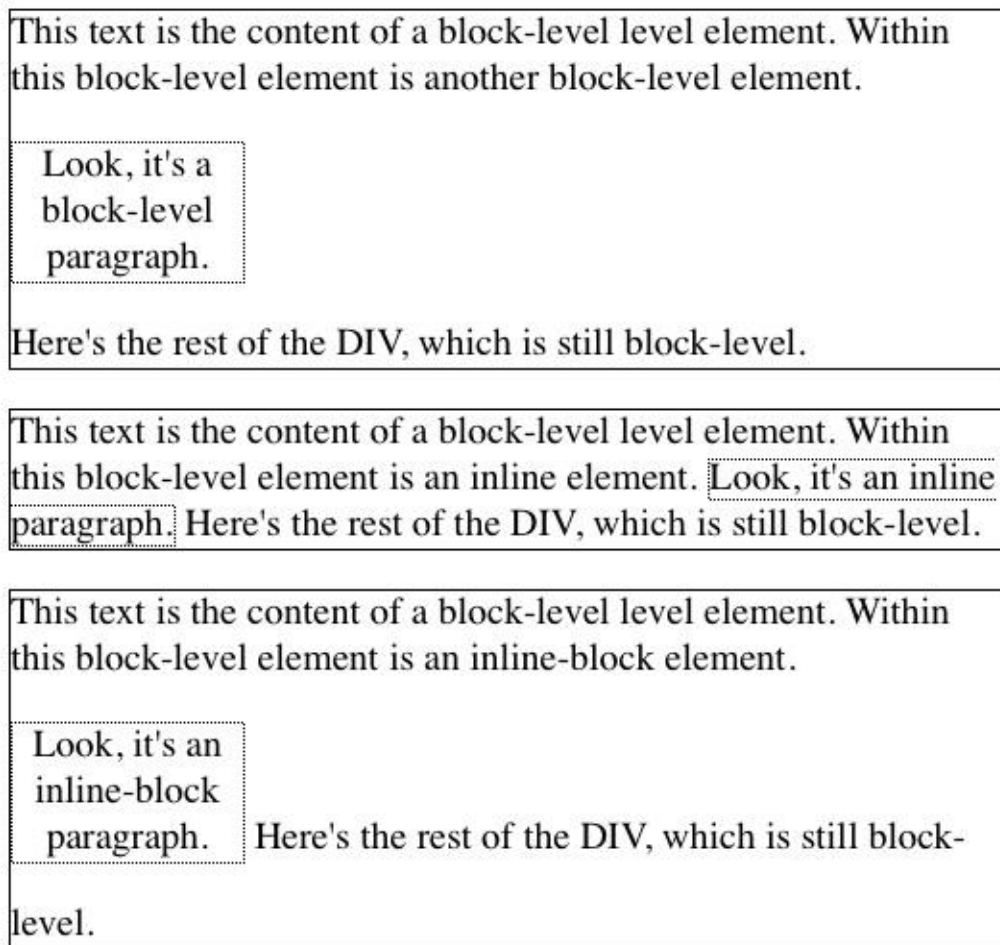 This text is the content of a block-level level element. Within
this block-level element is another block-level element.
Look, it's a
block-level
paragraph.
Here's the rest of the DIV, which is still block-level.
This text is the content of a block-level level element. Within
this block-level element is an inline element. Look, it's an inline
paragraph. Here's the rest of the DIV, which is still block-level.
This text is the content of a block-level level element. Within
this block-level element is an inline-block element.
Look, it's an
inline-block
paragraph. Here's the rest of the DIV, which is still block-
level.